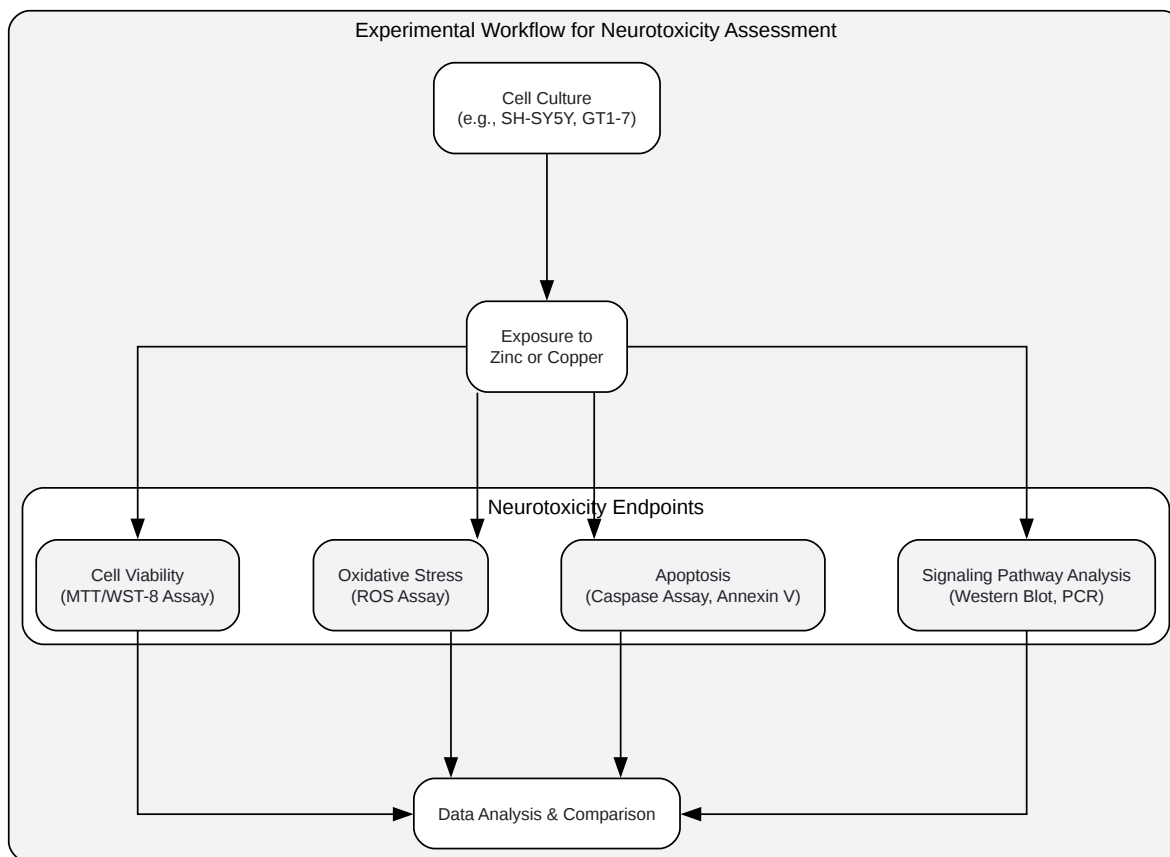 Experimental Workflow for Neurotoxicity Assessment
Cell Culture
(e.g., SH-SY5Y, GT1-7)
Exposure to
Zinc or Copper
Neurotoxicity Endpoints
Cell Viability
(MTT/WST-8 Assay)
Oxidative Stress
(ROS Assay)
Apoptosis
(Caspase Assay, Annexin V)
Signaling Pathway Analysis
(Western Blot, PCR)
Data Analysis & Comparison